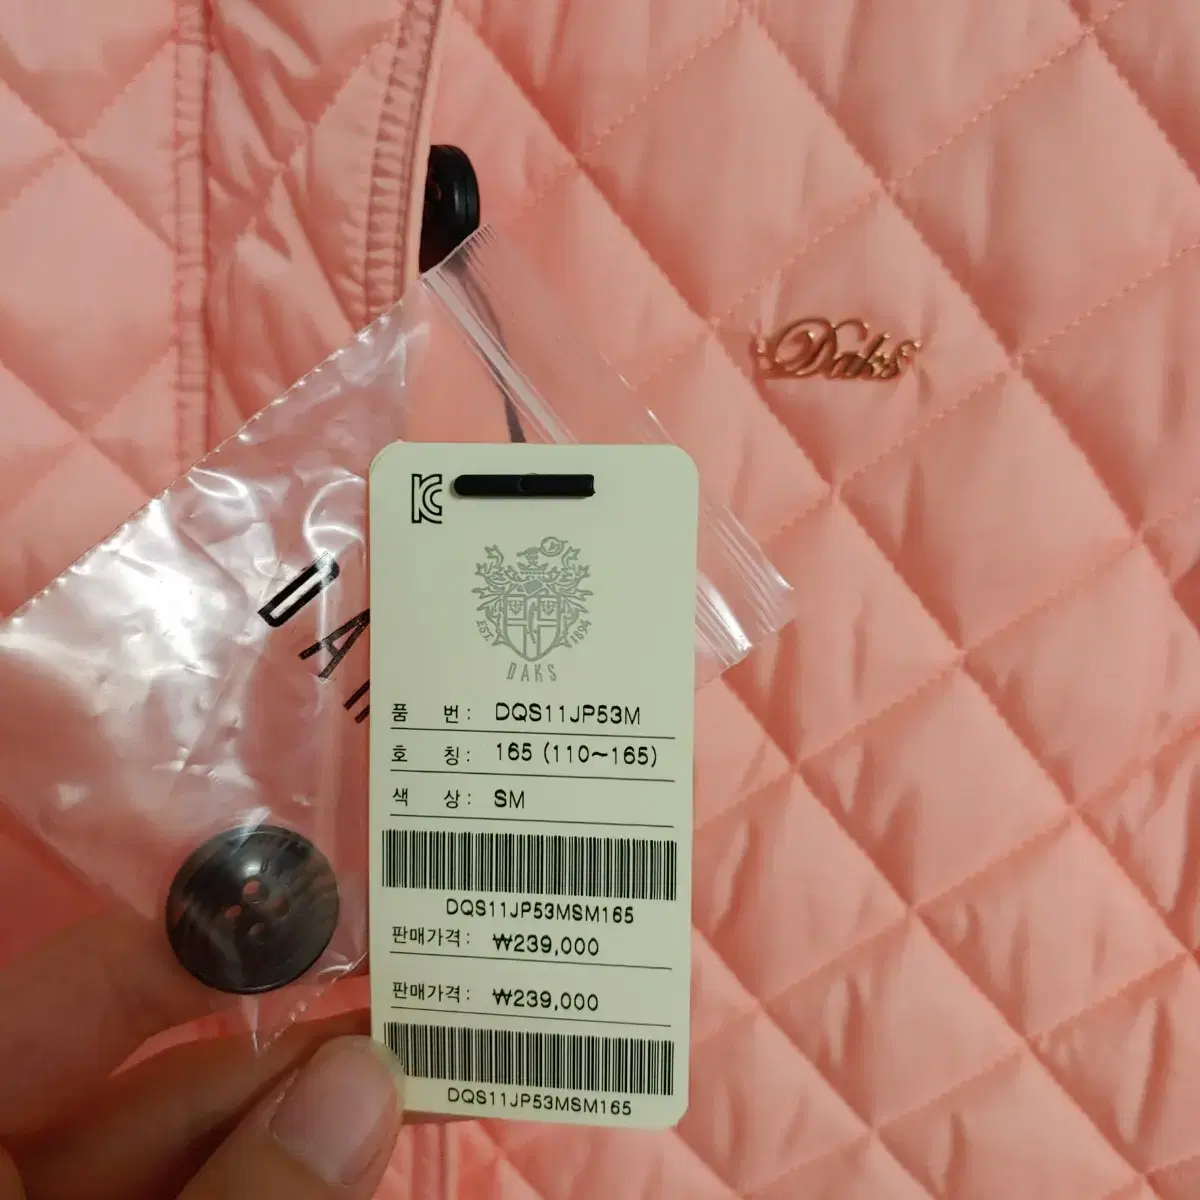 Daks
KC
DAK
EST. 1894
DAKS
품 번: DQS11JP53M
호 칭: 165 (110~165)
색 상: SM
DQS11JP53MSM165
판매가격: ₩239,000
판매가격: ₩239,000
DQS11JP53MSM165